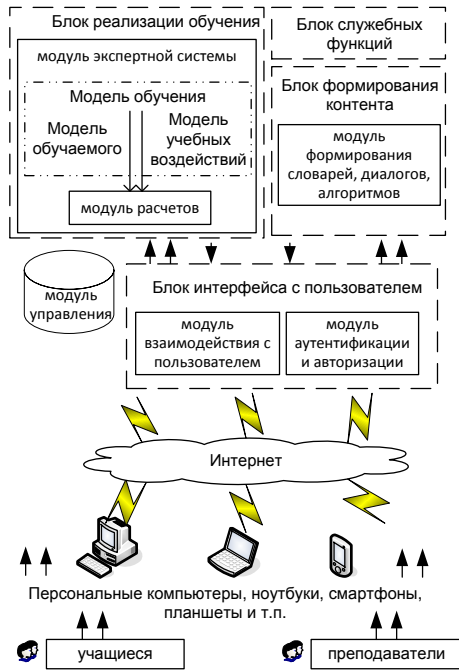 Блок реализации обучения
модуль экспертной системы
Модель обучения
Модель
обучаемого
Модель
учебных
воздействий
модуль расчетов
Блок служебных
функций
Блок формирования
контента
модуль
формирования
словарей, диалогов,
алгоритмов
модуль
управления
Блок интерфейса с пользователем
модуль
взаимодействия с
пользователем
модуль
аутентификации
и авторизации
Интернет
Персональные компьютеры, ноутбуки, смартфоны,
планшеты и т.п.
учащиеся
преподаватели